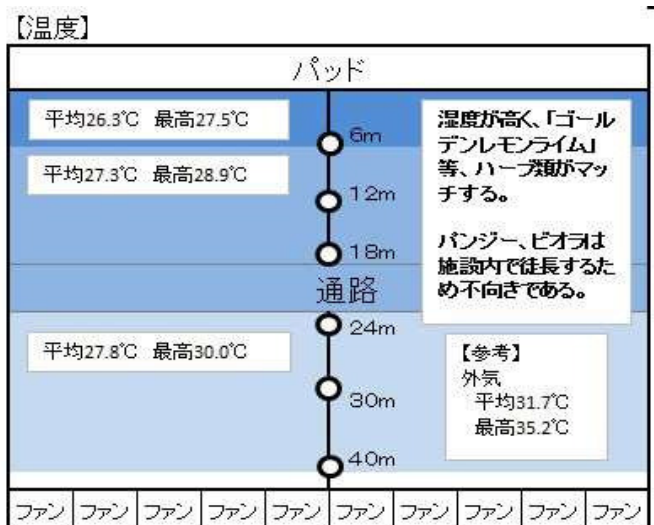 【温度】
パッド
平均26.3℃ 最高27.5℃
6m
湿度が高く、「ゴール
デンレモンライム」
等、ハーブ類がマッ
チする。
平均27.3℃ 最高28.9℃
12m
18m
パンジー、ビオラは
施設内で徒長するた
め不向きである。
通路
24m
平均27.8℃ 最高30.0℃
30m
【参考】
外気
平均31.7℃
最高35.2℃
40m
ファン ファン ファン ファン ファン ファン ファン ファン ファン ファン